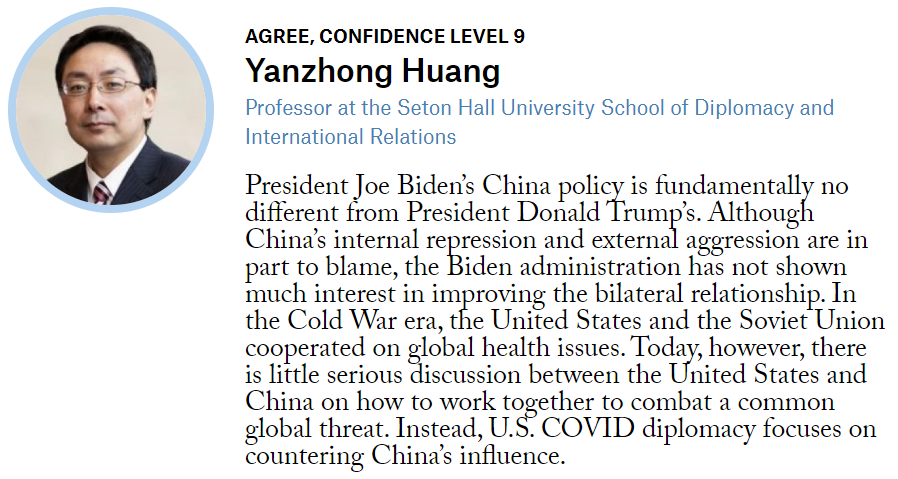 AGREE, CONFIDENCE LEVEL 9
Yanzhong Huang
Professor at the Seton Hall University School of Diplomacy and
International Relations
President Joe Biden’s China policy is fundamentally no
different from President Donald Trump’s. Although
China’s internal repression and external aggression are in
part to blame, the Biden administration has not shown
much interest in improving the bilateral relationship. In
the Cold War era, the United States and the Soviet Union
cooperated on global health issues. Today, however, there
is little serious discussion between the United States and
China on how to work together to combat a common
global threat. Instead, U.S. COVID diplomacy focuses on
countering China’s influence.